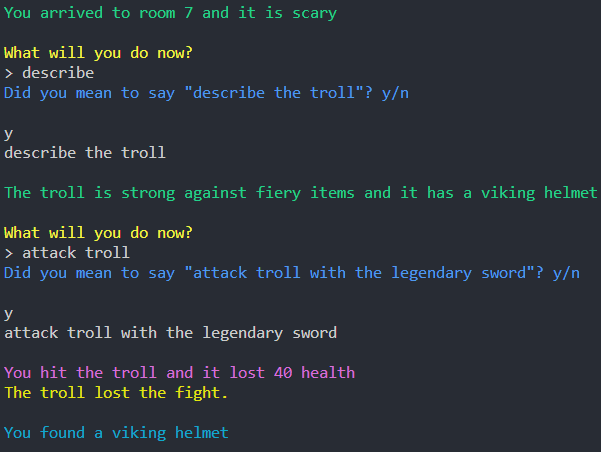 You arrived to room 7 and it is scary
What will you do now?
> describe
Did you mean to say "describe the troll"? y/n
y
describe the troll
The troll is strong against fiery items and it has a viking helmet
What will you do now?
> attack troll
Did you mean to say "attack troll with the legendary sword"? y/n
y
attack troll with the legendary sword
You hit the troll and it lost 40 health
The troll lost the fight.
You found a viking helmet